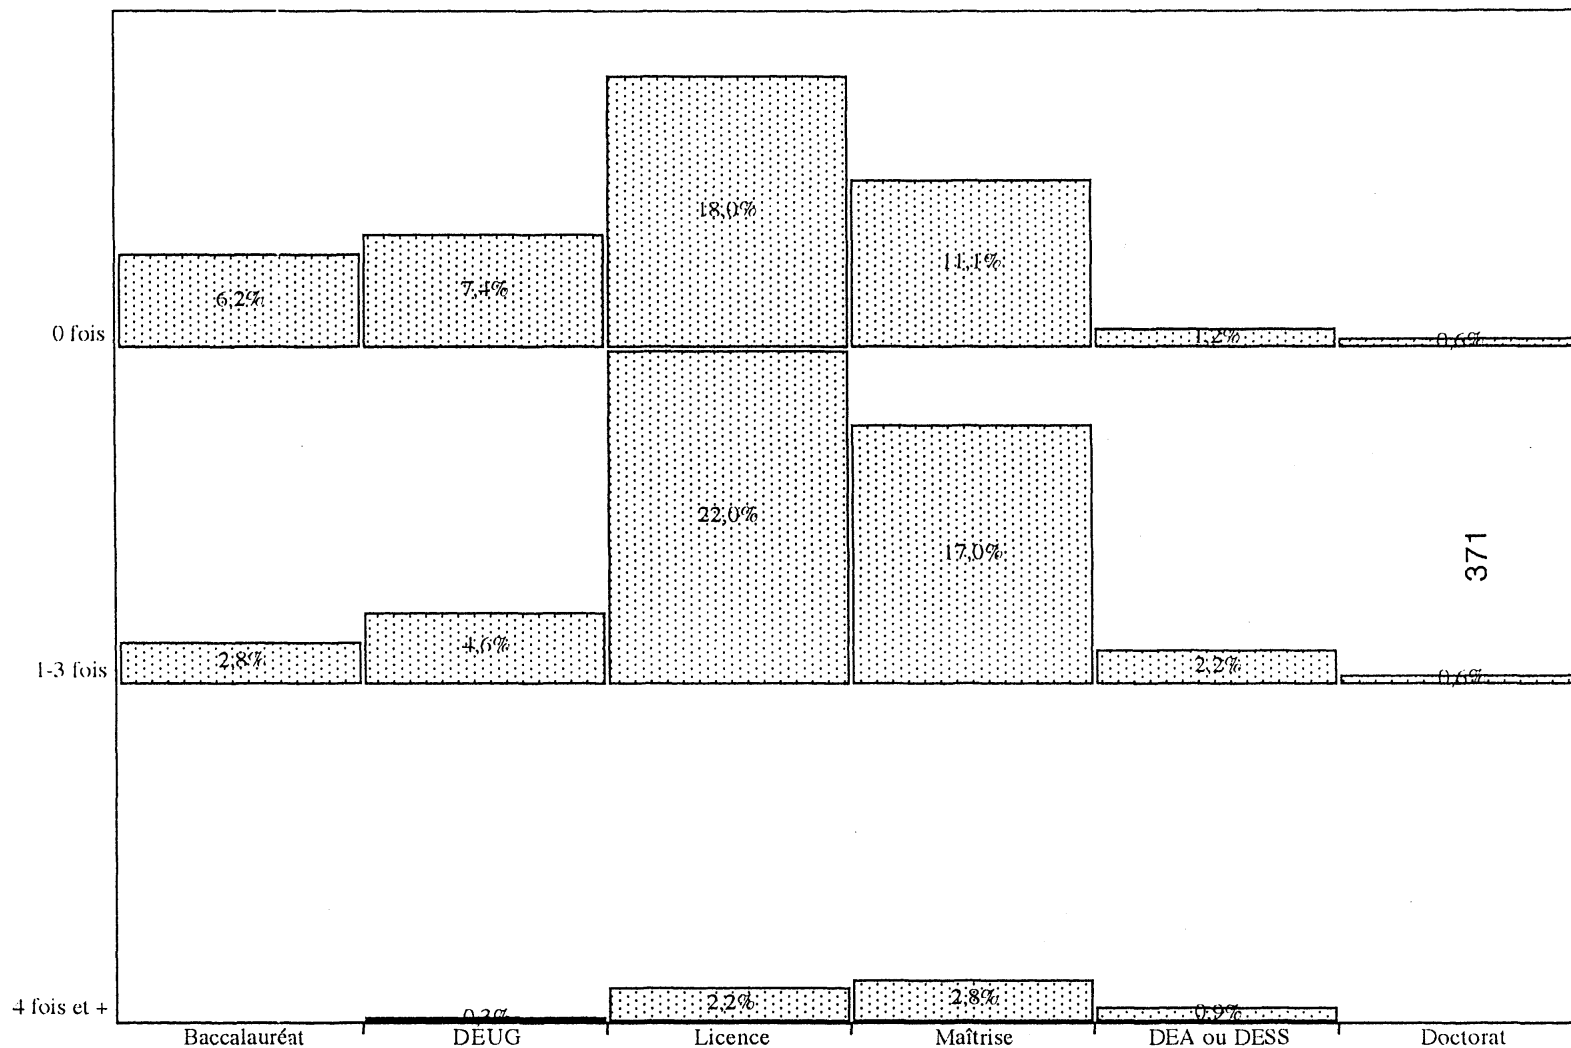 18,0%
11,1%
6,2%
7,4%
0 fois
1,2%
0,6%
22,0%
17,0%
371
2,8%
4,6%
1-3 fois
2,2%
0,6%
4 fois et +
0,3%
2,2%
2,8%
0,9%
Baccalauréat
DEUG
Licence
Maîtrise
DEA ou DESS
Doctorat